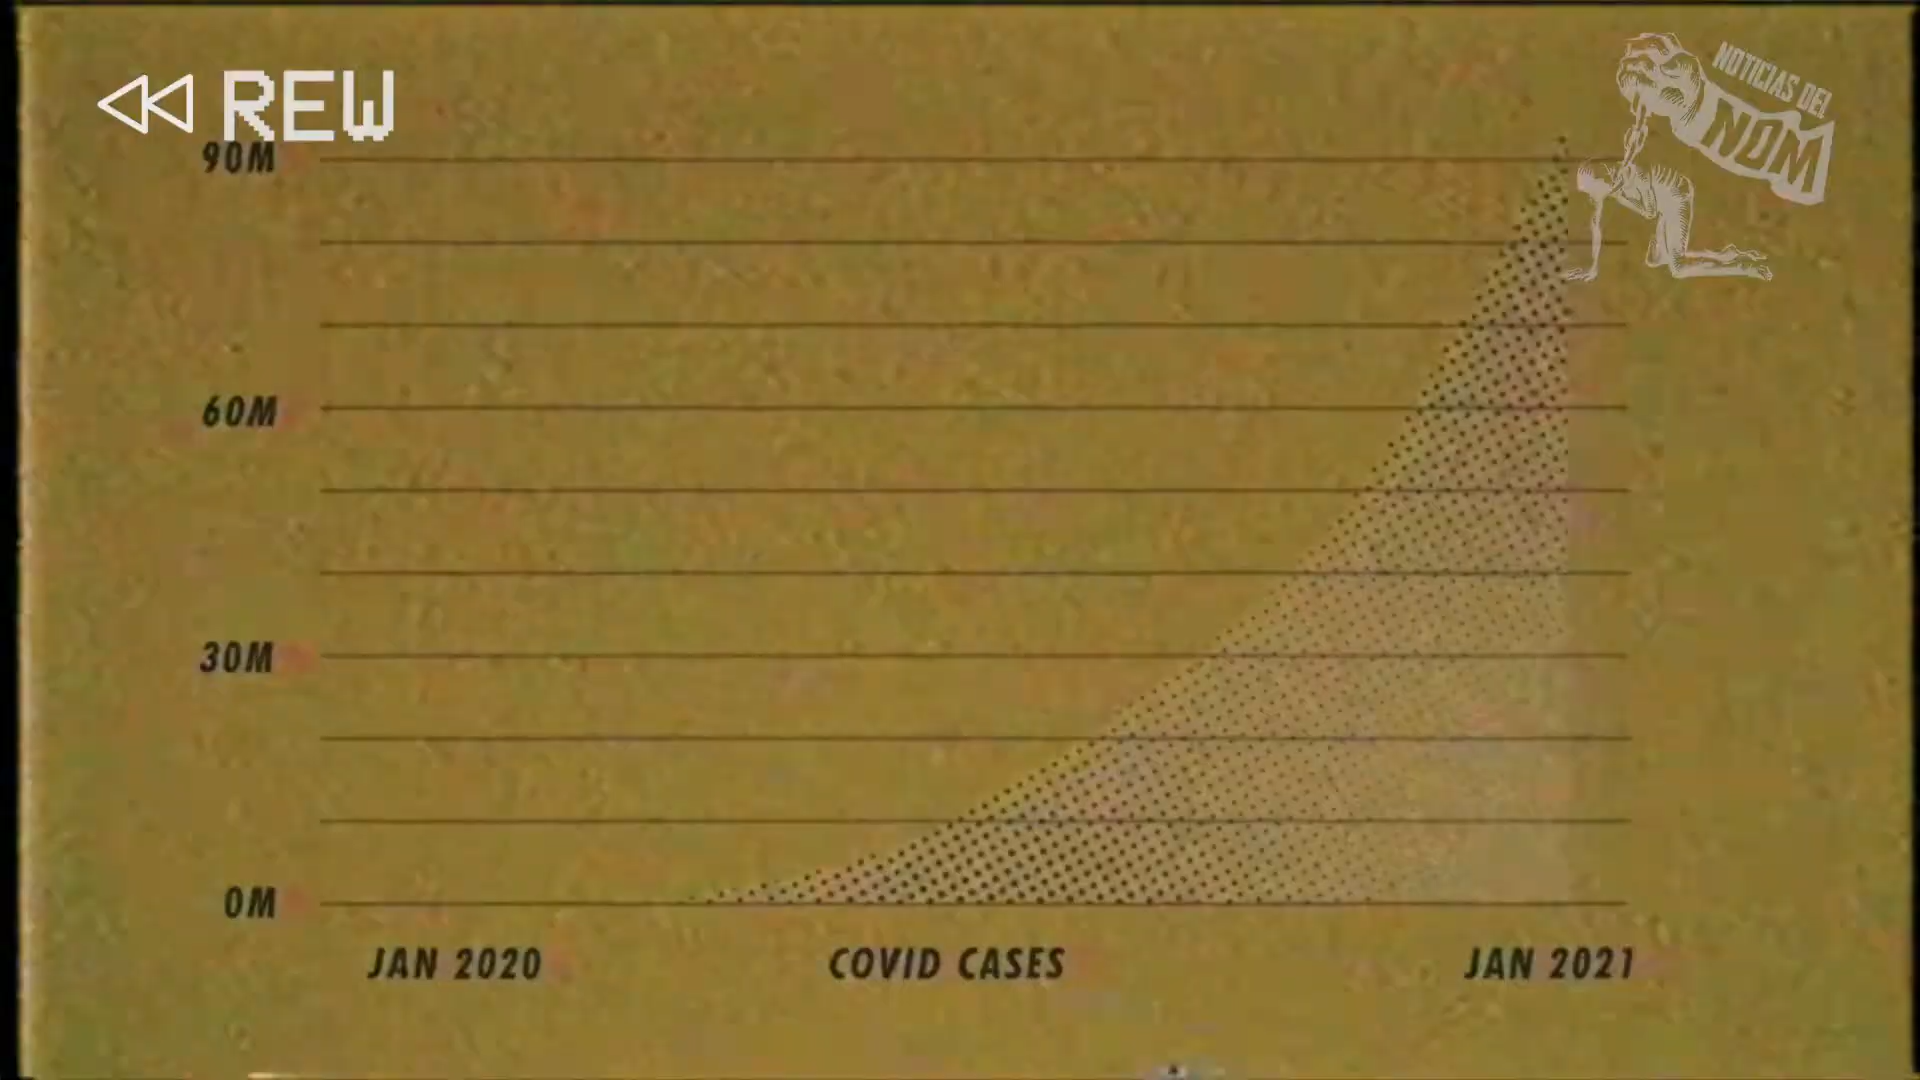 REW
NOTICIAS DEL
NOM
90M
60M
30M
0M
JAN 2020
COVID CASES
JAN 2021